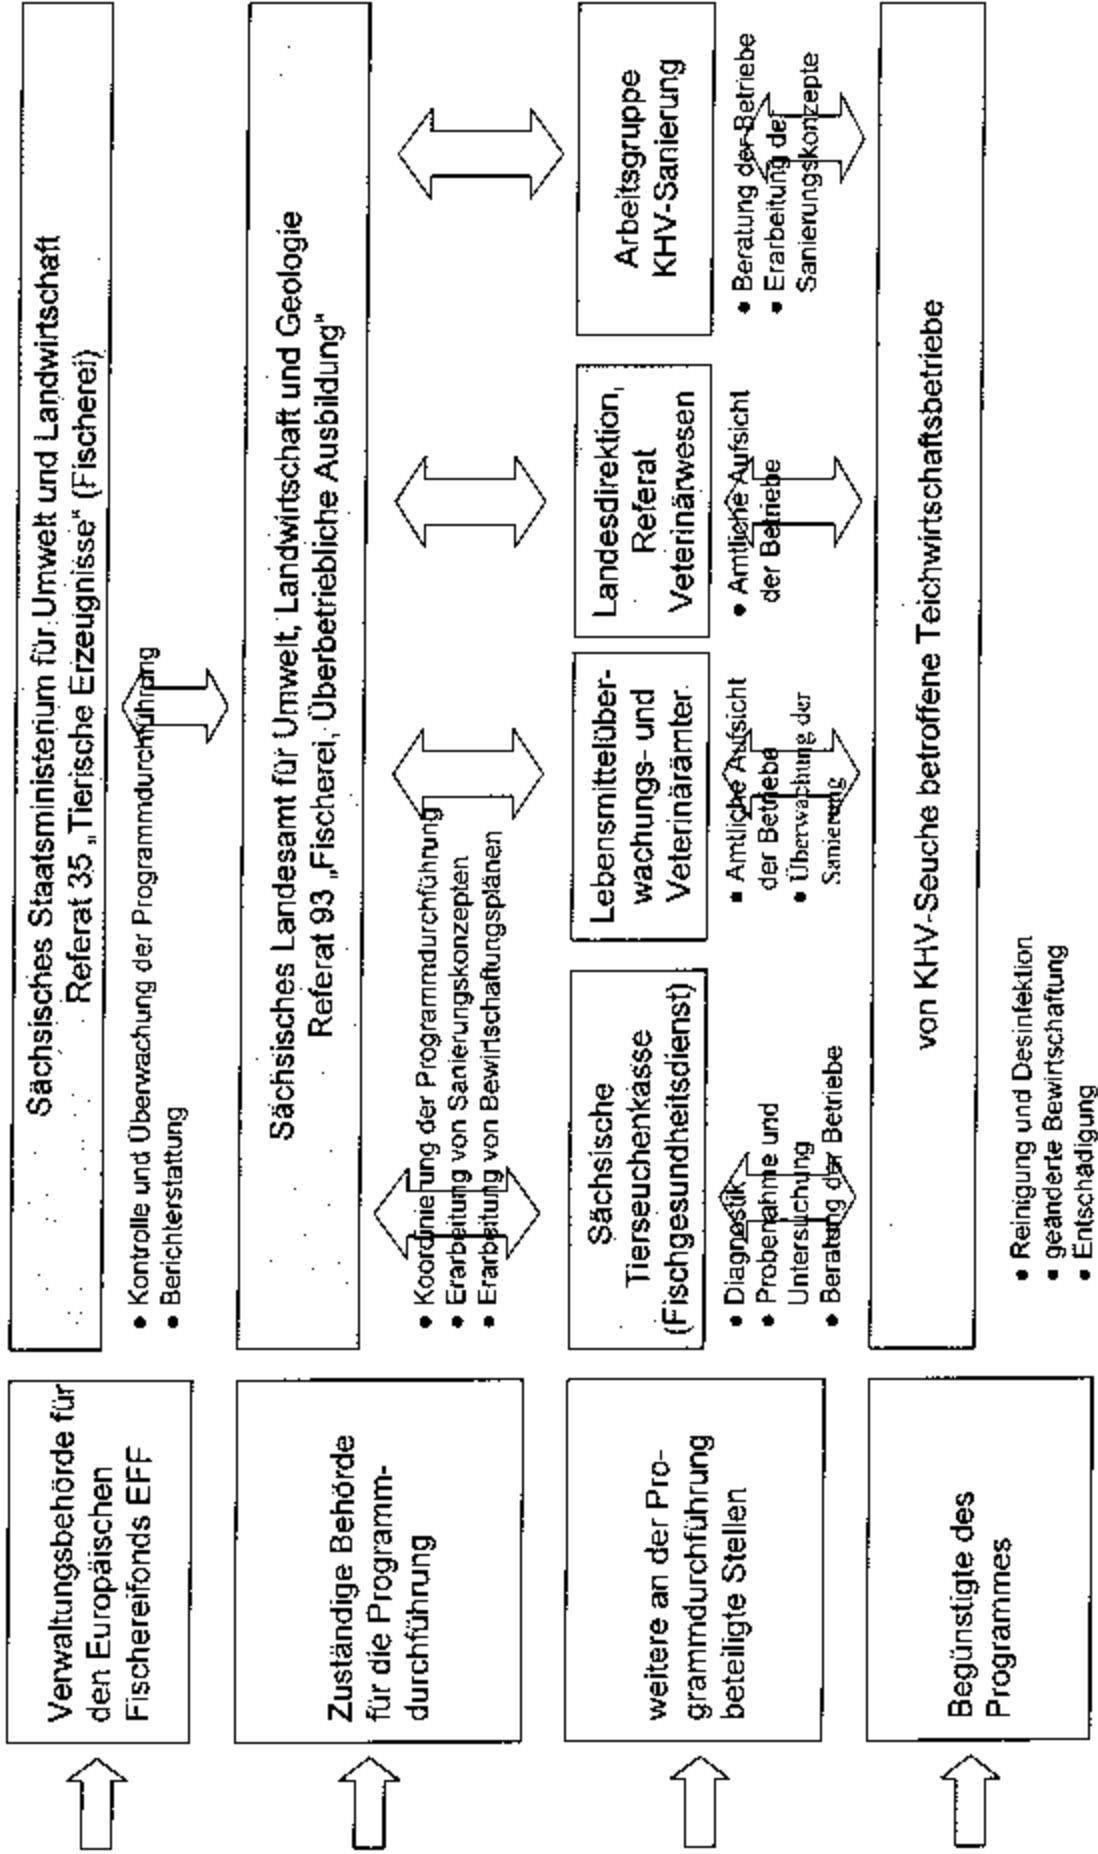 Verwaltungsbehörde für
den Europäischen
Fischereifonds EFF
Sächsisches Staatsministerium für Umwelt und Landwirtschaft
Referat 35 „Tierische Erzeugnisse“ (Fischerei)
• Kontrolle und Überwachung der Programmdurchführung
• Berichterstattung
Zuständige Behörde
für die Programm-
durchführung
Sächsisches Landesamt für Umwelt, Landwirtschaft und Geologie
Referat 93 „Fischerei, Überbetriebliche Ausbildung“
• Koordinierung der Programmdurchführung
• Erarbeitung von Sanierungskonzepten
• Erarbeitung von Bewirtschaftungsplänen
weitere an der Pro-
grammdurchführung
beteiligte Stellen
Sächsische
Tierseuchenkasse
(Fischgesundheitsdienst)
Lebensmittelüber-
wachungs- und
Veterinärämter
Landesdirektion,
Referat
Veterinärwesen
Arbeitsgruppe
KHV-Sanierung
• Diagnostik
• Probenahme und
Untersuchung
• Beratung der Betriebe
• Amtliche Aufsicht
der Betriebe
• Überwachung der
Sanierung
• Amtliche Aufsicht
der Betriebe
• Beratung der Betriebe
• Erarbeitung der
Sanierungskonzepte
Begünstigte des
Programmes
von KHV-Seuche betroffene Teichwirtschaftsbetriebe
• Reinigung und Desinfektion
• geänderte Bewirtschaftung
• Entschädigung